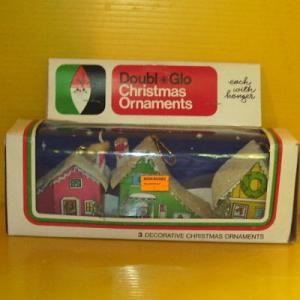 Doubl-Glo
Christmas
Ornaments
each
with
hanger
3 DECORATIVE CHRISTMAS ORNAMENTS